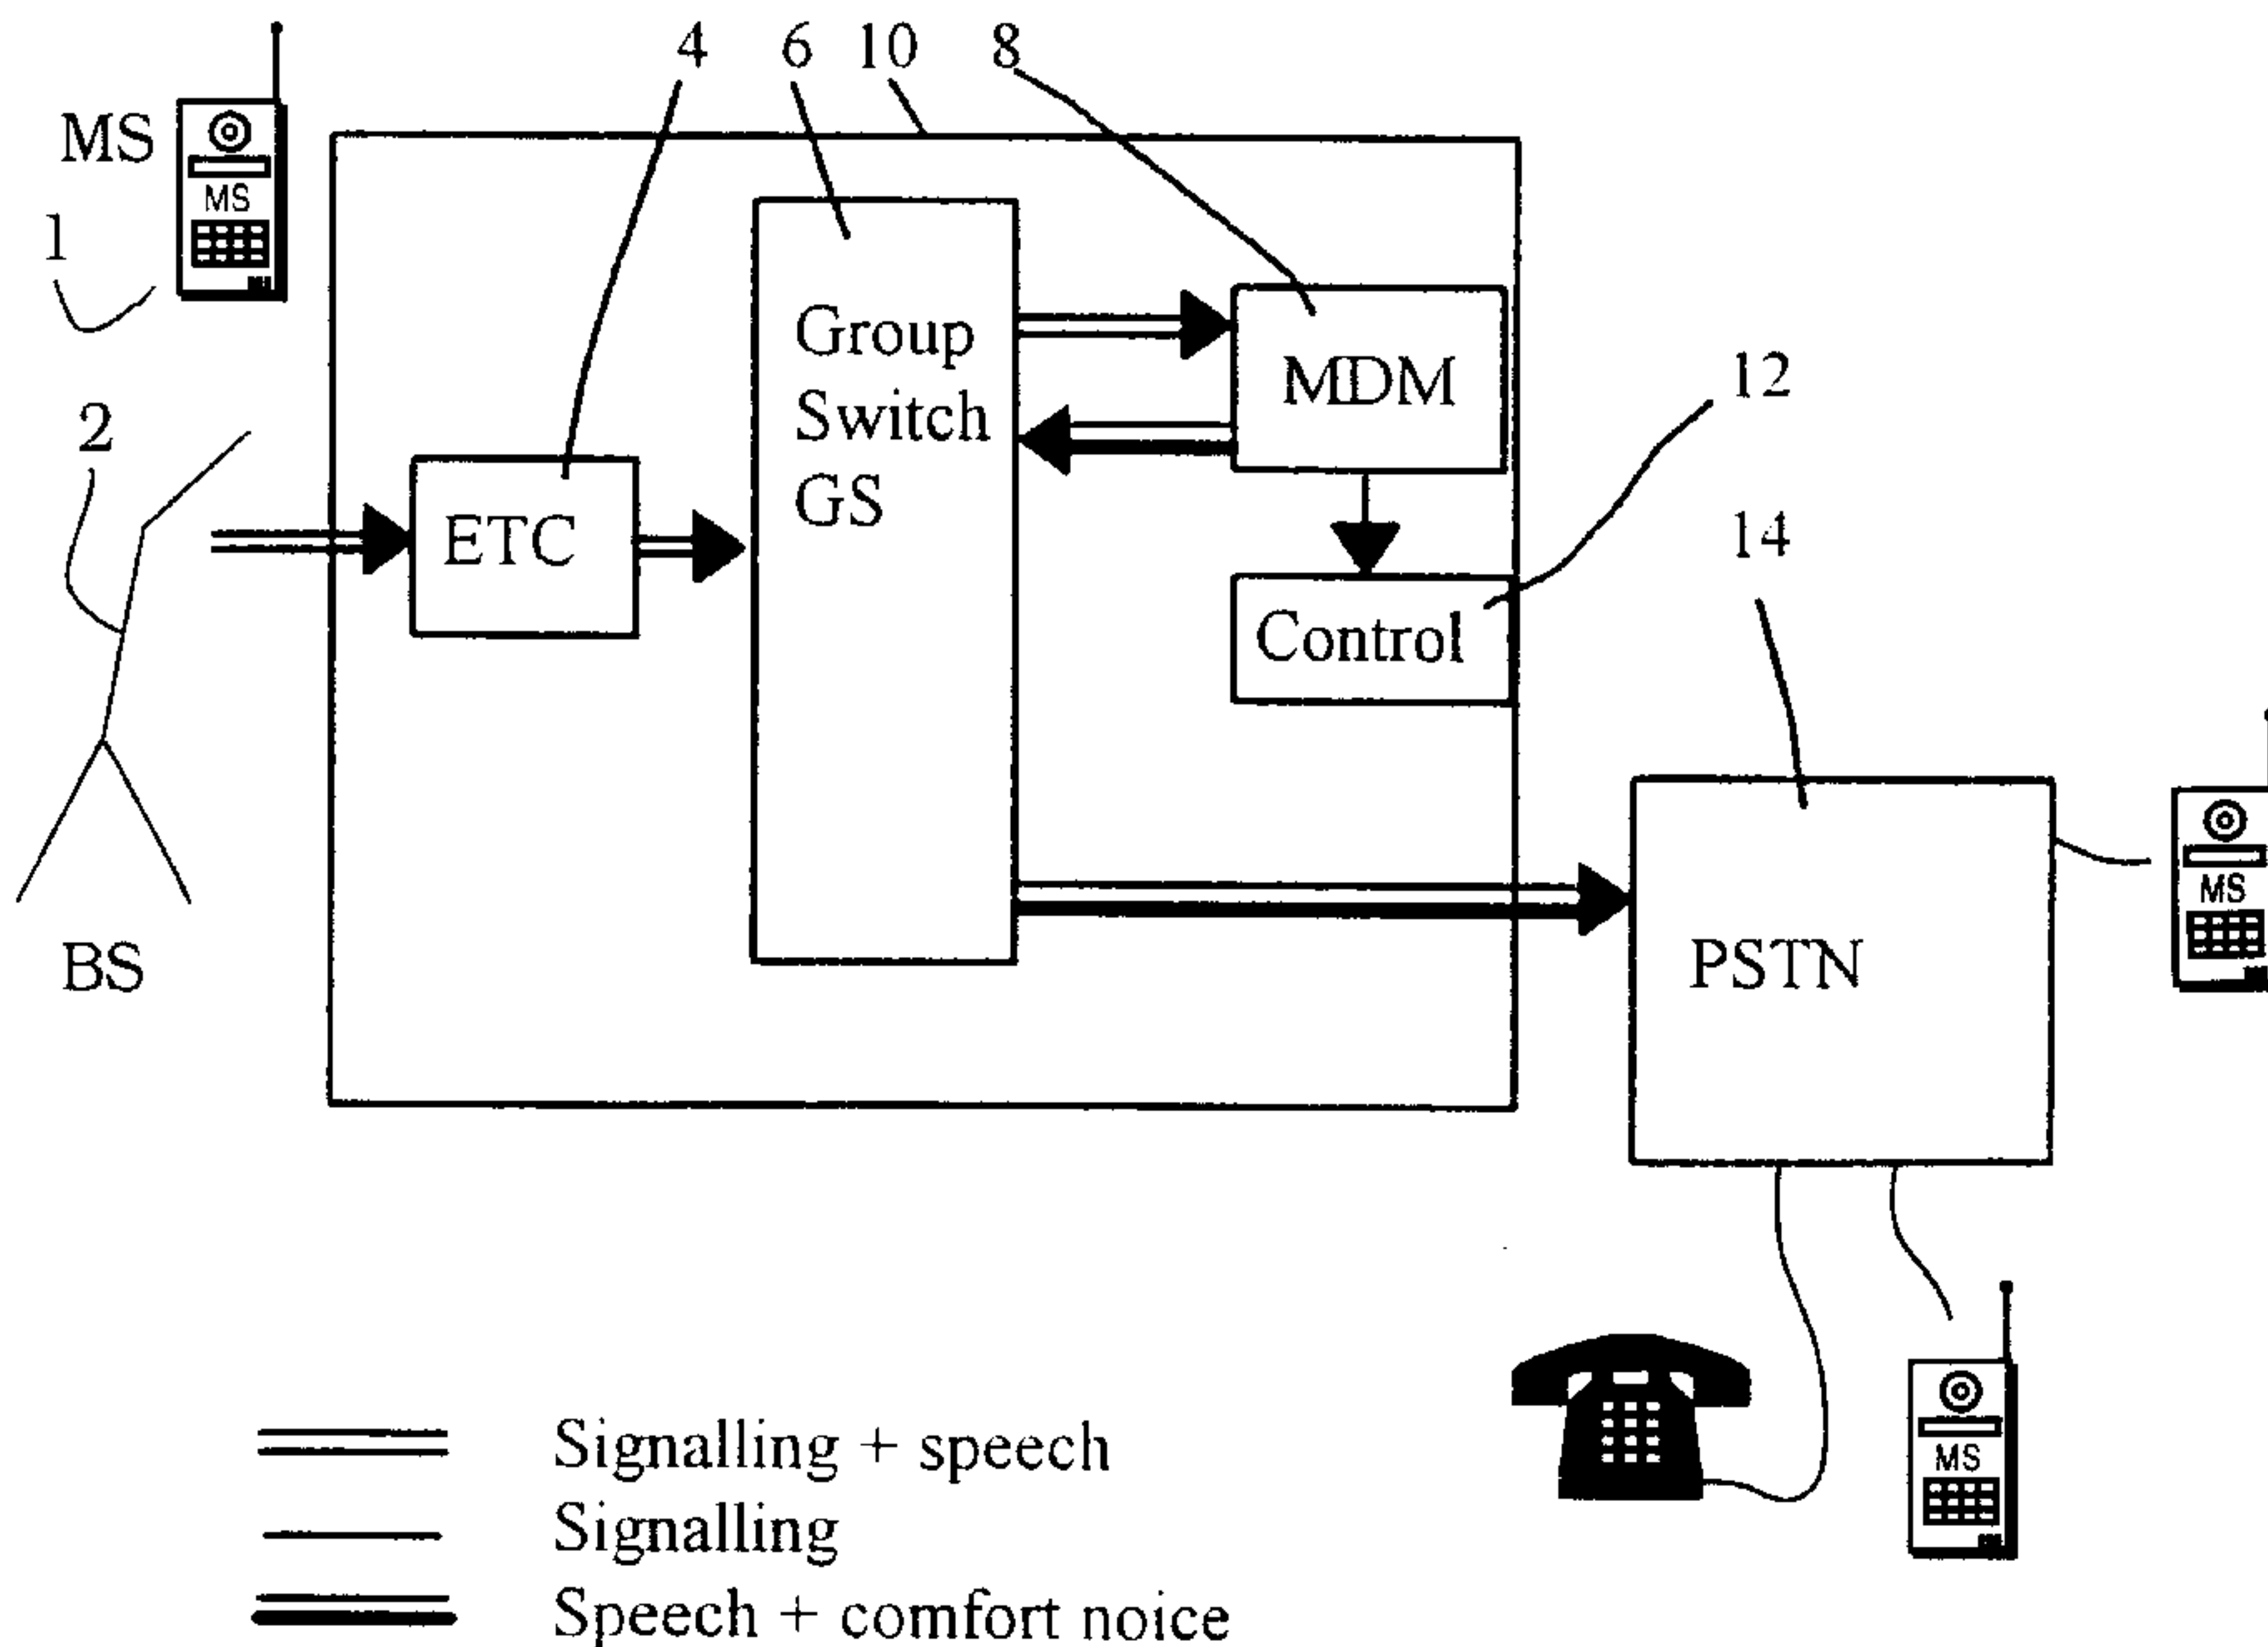 4 6 10 8
MS
MS
1
2
Group
Switch
GS
MDM
12
ETC
14
Control
PSTN
MS
BS
MS
Signalling + speech
Signalling
Speech + comfort noice